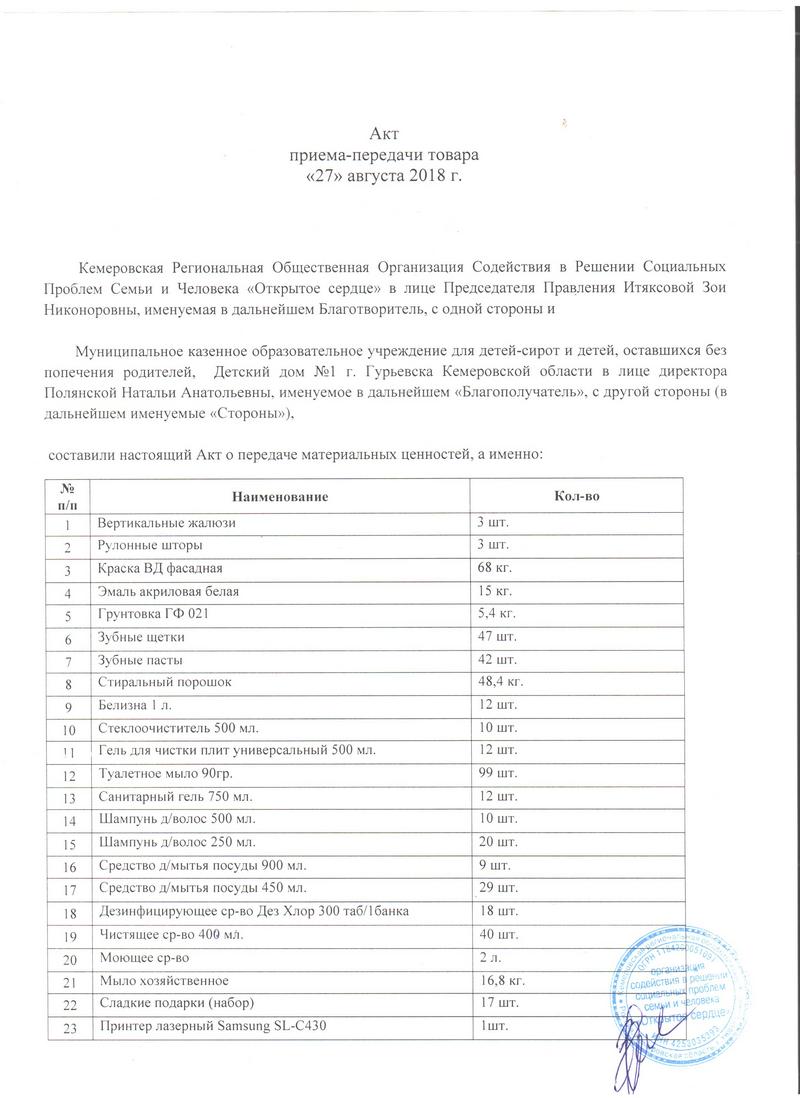 Акт
приема-передачи товара
«27» августа 2018 г.
Кемеровская Региональная Общественная Организация Содействия в Решении Социальных
Проблем Семьи и Человека «Открытое сердце» в лице Председателя Правления Итяксовой Зои
Никоноровны, именуемая в дальнейшем Благотворитель, с одной стороны и
Муниципальное казенное образовательное учреждение для детей-сирот и детей, оставшихся без
попечения родителей, Детский дом №1 г. Гурьевска Кемеровской области в лице директора
Полянской Натальи Анатольевны, именуемое в дальнейшем «Благополучатель», с другой стороны (в
дальнейшем именуемые «Стороны»),
составили настоящий Акт о передаче материальных ценностей, а именно:
№ п/п Наименование Кол-во
1 Вертикальные жалюзи 3 шт.
2 Рулонные шторы 3 шт.
3 Краска ВД фасадная 68 кг.
4 Эмаль акриловая белая 15 кг.
5 Грунтовка ГФ 021 5,4 кг.
6 Зубные щетки 47 шт.
7 Зубные пасты 42 шт.
8 Стиральный порошок 48,4 кг.
9 Белизна 1 л. 12 шт.
10 Стеклоочиститель 500 мл. 10 шт.
11 Гель для чистки плит универсальный 500 мл. 12 шт.
12 Туалетное мыло 90гр. 99 шт.
13 Санитарный гель 750 мл. 12 шт.
14 Шампунь д/волос 500 мл. 10 шт.
15 Шампунь д/волос 250 мл. 20 шт.
16 Средство д/мытья посуды 900 мл. 9 шт.
17 Средство д/мытья посуды 450 мл. 29 шт.
18 Дезинфицирующее ср-во Дез Хлор 300 таб/1банка 18 шт.
19 Чистящее ср-во 400 мл. 40 шт.
20 Моющее ср-во 2 л.
21 Мыло хозяйственное 16,8 кг.
22 Сладкие подарки (набор) 17 шт.
23 Принтер лазерный Samsung SL-C430 1шт.
организация
содействия в решении
социальных проблем
семьи и человека
Открытое сердце
ИНН 4253035393